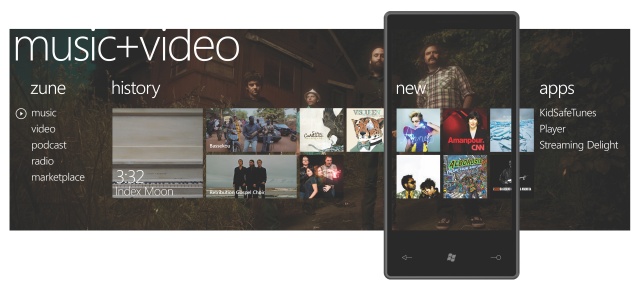 music+video
zune
music
video
podcast
radio
marketplace
history
3:32
Index Moon
Bassekou
Retribution Gospel Choir
new
Amanpour.
CNN
apps
KidSafeTunes
Player
Streaming Delight